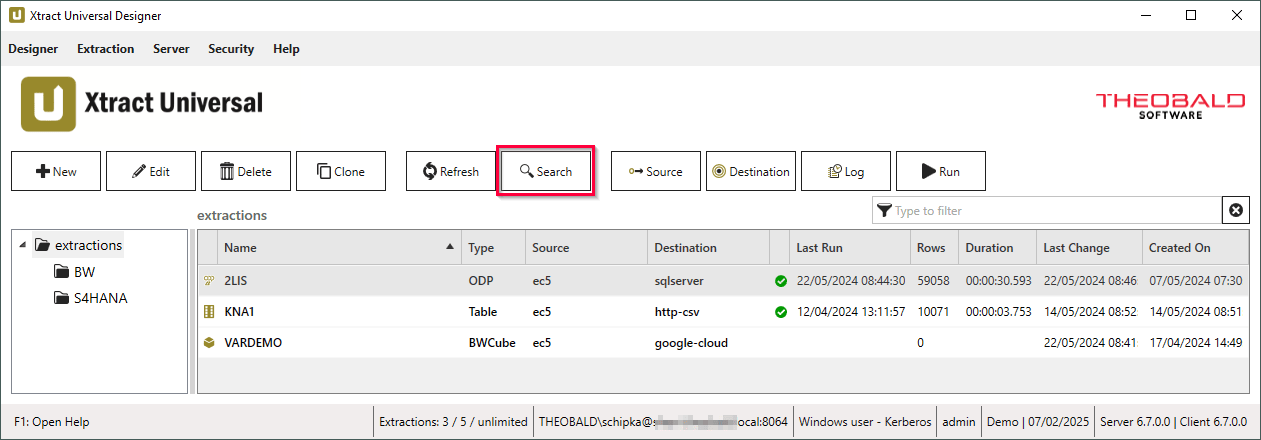 Xtract Universal Designer
Designer Extraction Server Security Help
Xtract Universal
THEOBALD
SOFTWARE
New Edit Delete Clone Refresh Search Source Destination Log Run
extractions
Type to filter
extractions
BW
S4HANA
Name Type Source Destination Last Run Rows Duration Last Change Created On
2LIS ODP ec5 sqlserver 22/05/2024 08:44:30 59058 00:00:30.593 22/05/2024 08:46 07/05/2024 07:30
KNA1 Table ec5 http-csv 12/04/2024 13:11:57 10071 00:00:03.753 14/05/2024 08:52 14/05/2024 08:51
VARDEMO BWCube ec5 google-cloud 0 22/05/2024 08:41 17/04/2024 14:49
F1: Open Help Extractions: 3 / 5 / unlimited THEOBALD\schipka@ ocal:8064 Windows user - Kerberos admin Demo | 07/02/2025 Server 6.7.0.0 | Client 6.7.0.0